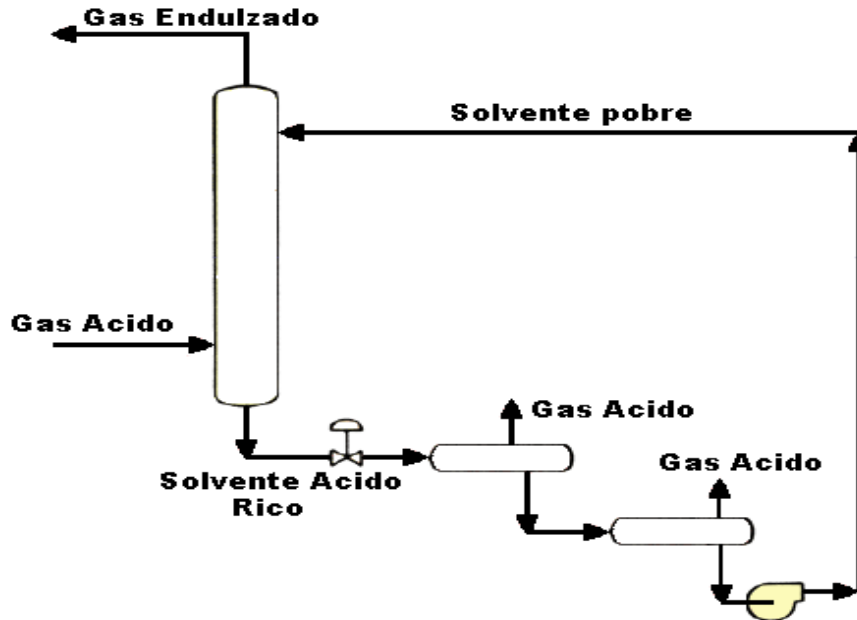 Gas Endulzado
Solvente pobre
Gas Acido
Gas Acido
Solvente Acido
Rico
Gas Acido